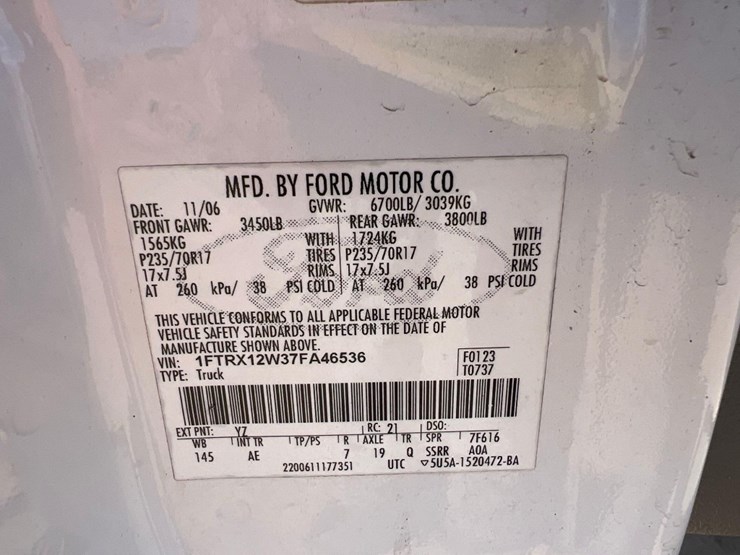 MFD. BY FORD MOTOR CO.
DATE: 11/06 GVWR: 6700LB/ 3039KG
FRONT GAWR: 3450LB REAR GAWR: 3800LB
1565KG WITH 1724KG WITH
P235/70R17 TIRES P235/70R17 TIRES
17x7.5J RIMS 17x7.5J RIMS
AT 260 kPa/ 38 PSI COLD AT 260 kPa/ 38 PSI COLD
THIS VEHICLE CONFORMS TO ALL APPLICABLE FEDERAL MOTOR
VEHICLE SAFETY STANDARDS IN EFFECT ON THE DATE OF
MANUFACTURE SHOWN ABOVE.
VIN: 1FTRX12W37FA46536 F0123
TYPE: Truck T0737
EXT PNT: YZ RC: 21 DSO:
WB INT TR TP/PS R AXLE TR SPR 7F616
145 AE 7 19 Q SSRR AOA
2200611177351 UTC ▽5U5A-1520472-BA
Ford